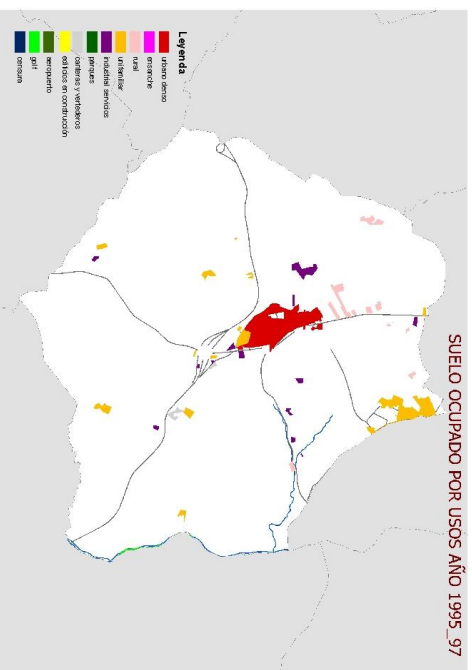 SUELO OCUPADO POR USOS AÑO 1995_97
Leyenda
urbano denso
ensanche
rural
unifamiliar
industrial servicios
parques
canteras y vertederos
edificios en construcción
aeropuerto
golf
censura